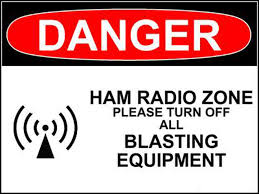 DANGER
HAM RADIO ZONE
PLEASE TURN OFF
ALL
BLASTING
EQUIPMENT